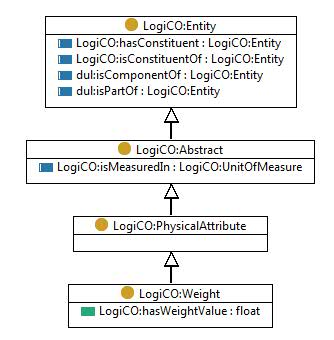 LogiCO:Entity
LogiCO:hasConstituent : LogiCO:Entity
LogiCO:isConstituentOf : LogiCO:Entity
dul:isComponentOf : LogiCO:Entity
dul:isPartOf : LogiCO:Entity
LogiCO:Abstract
LogiCO:isMeasuredIn : LogiCO:UnitOfMeasure
LogiCO:PhysicalAttribute
LogiCO:Weight
LogiCO:hasWeightValue : float